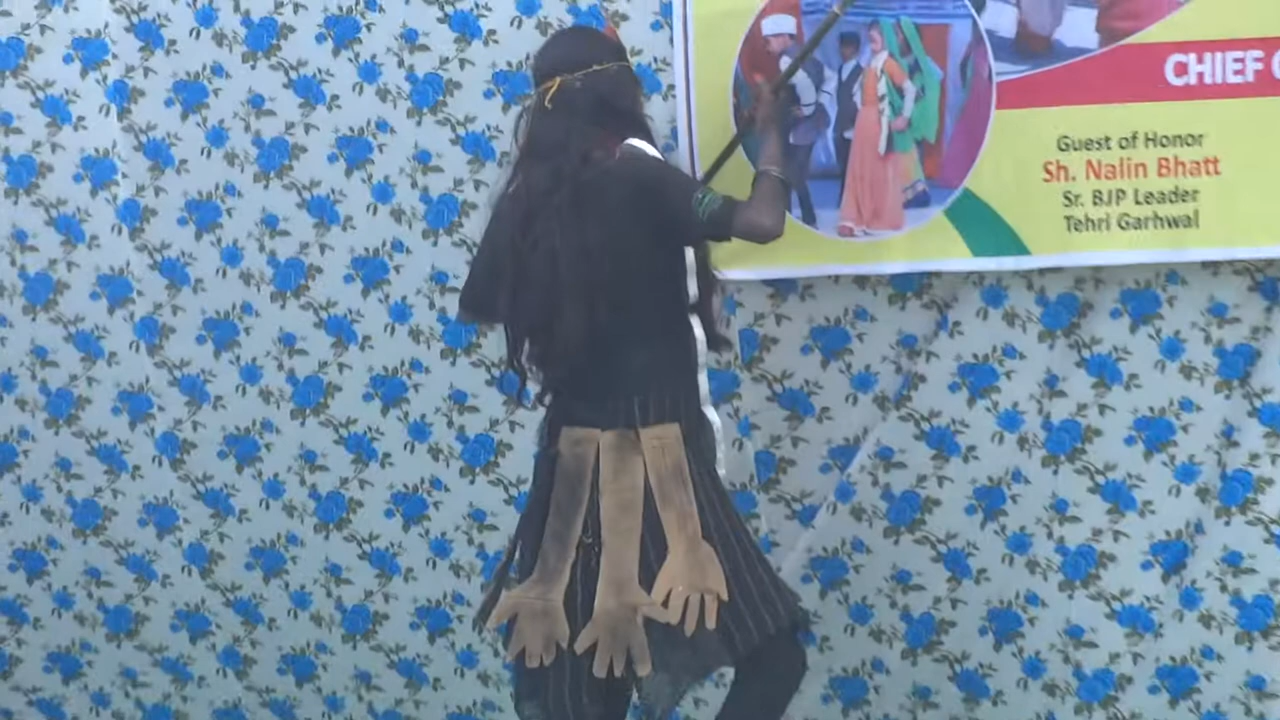 CHIEF
Guest of Honor
Sh. Nalin Bhatt
Sr. BJP Leader
Tehri Garhwal